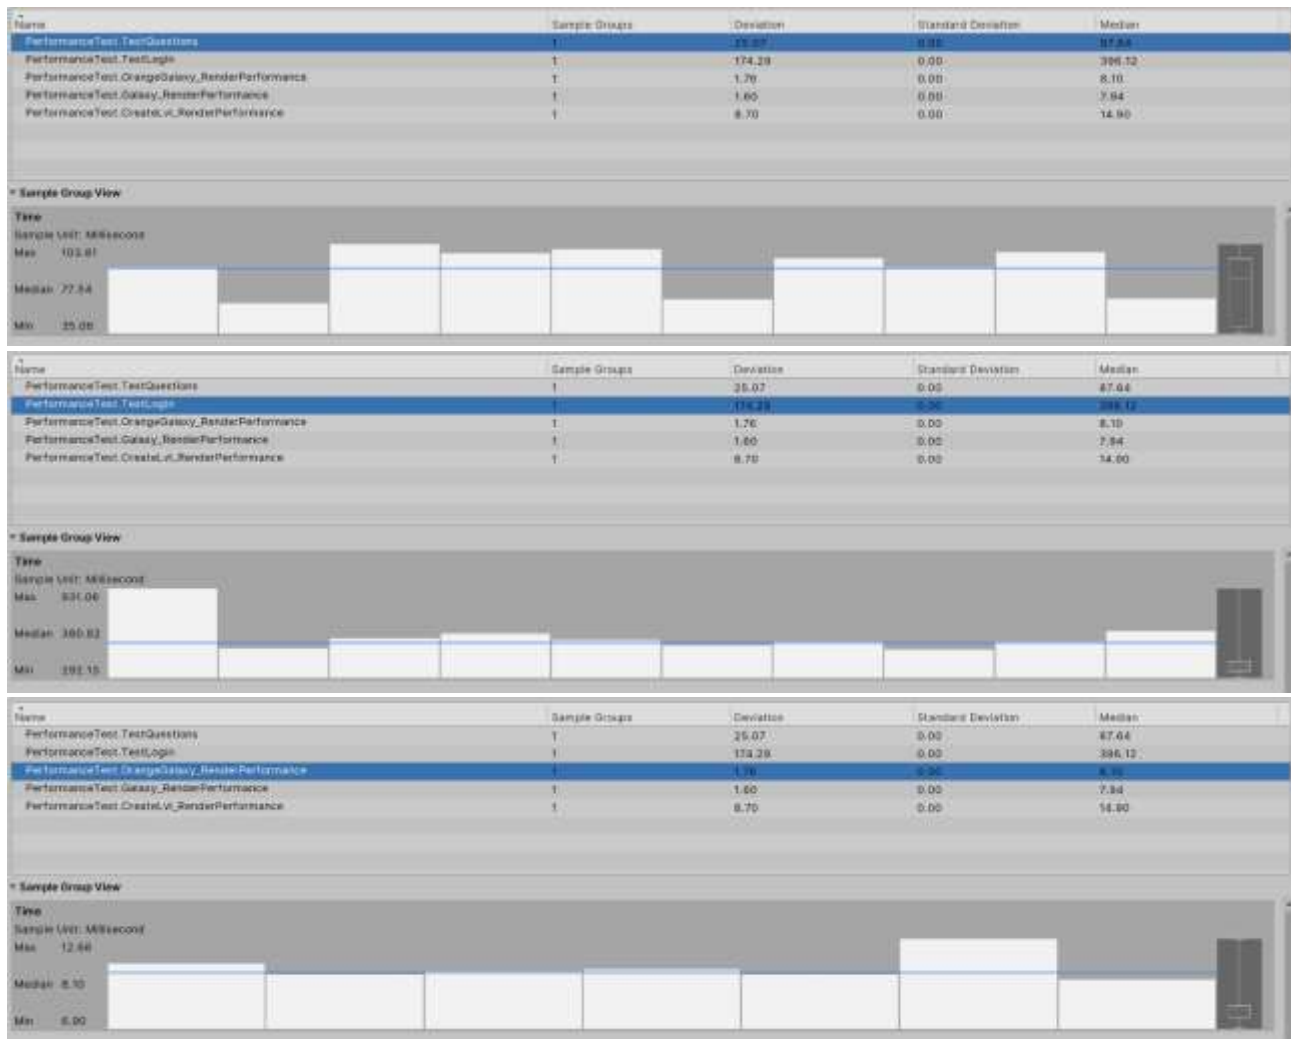 Name Sample Groups Deviation Standard Deviation Median
PerformanceTest.TestQuestions 1 25.07 0.00
PerformanceTest.TestLogin 1 174.29 0.00 396.12
PerformanceTest.OrangeGalaxy_RenderPerformance 1 1.76 0.00 8.10
PerformanceTest.Galaxy_RenderPerformance 1 1.60 0.00 7.94
PerformanceTest.CreateLvl_RenderPerformance 1 8.70 0.00 14.90
Sample Group View
Time
Sample Unit: Millisecond
Max 103.81
Median 77.54
Min
Name Sample Groups Deviation Standard Deviation Median
PerformanceTest.TestQuestions 1 25.07 0.00 87.64
PerformanceTest.TestLogin 1 174.29 0.00 396.12
PerformanceTest.OrangeGalaxy_RenderPerformance 1 1.76 0.00 8.10
PerformanceTest.Galaxy_RenderPerformance 1 1.60 0.00 7.94
PerformanceTest.CreateLvl_RenderPerformance 1 8.70 0.00 14.90
Sample Group View
Time
Sample Unit: Millisecond
Max
Median
Min 292.15
Name Sample Groups Deviation Standard Deviation Median
PerformanceTest.TestQuestions 1 25.07 0.00 87.64
PerformanceTest.TestLogin 1 174.29 0.00 396.12
PerformanceTest.OrangeGalaxy_RenderPerformance 1 1.76 0.00 8.10
PerformanceTest.Galaxy_RenderPerformance 1 1.60 0.00 7.94
PerformanceTest.CreateLvl_RenderPerformance 1 8.70 0.00 14.90
Sample Group View
Time
Sample Unit: Millisecond
Max 12.66
Median 8.10
Min 6.90